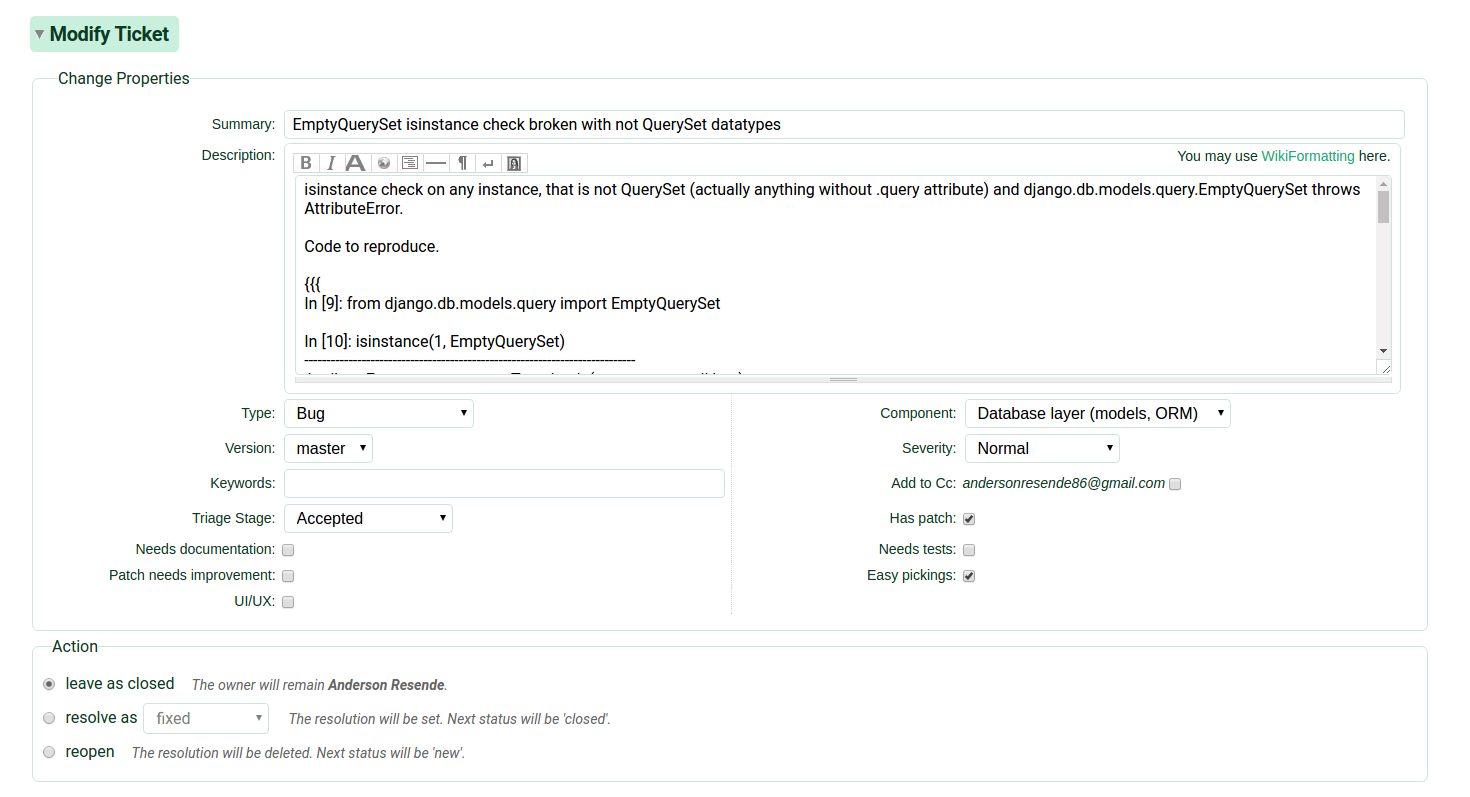 Modify Ticket
Change Properties
Summary: EmptyQuerySet isinstance check broken with not QuerySet datatypes
Description: B I A ¶ You may use WikiFormatting here.
isinstance check on any instance, that is not QuerySet (actually anything without .query attribute) and django.db.models.query.EmptyQuerySet throws
AttributeError.
Code to reproduce.
{{{
In [9]: from django.db.models.query import EmptyQuerySet
In [10]: isinstance(1, EmptyQuerySet)
---------------------------------------------------------------------------
Type: Bug Component: Database layer (models, ORM)
Version: master Severity: Normal
Keywords: Add to Cc: andersonresende86@gmail.com
Triage Stage: Accepted Has patch:
Needs documentation: Needs tests:
Patch needs improvement: Easy pickings:
UI/UX:
Action
leave as closed The owner will remain Anderson Resende.
resolve as fixed The resolution will be set. Next status will be 'closed'.
reopen The resolution will be deleted. Next status will be 'new'.